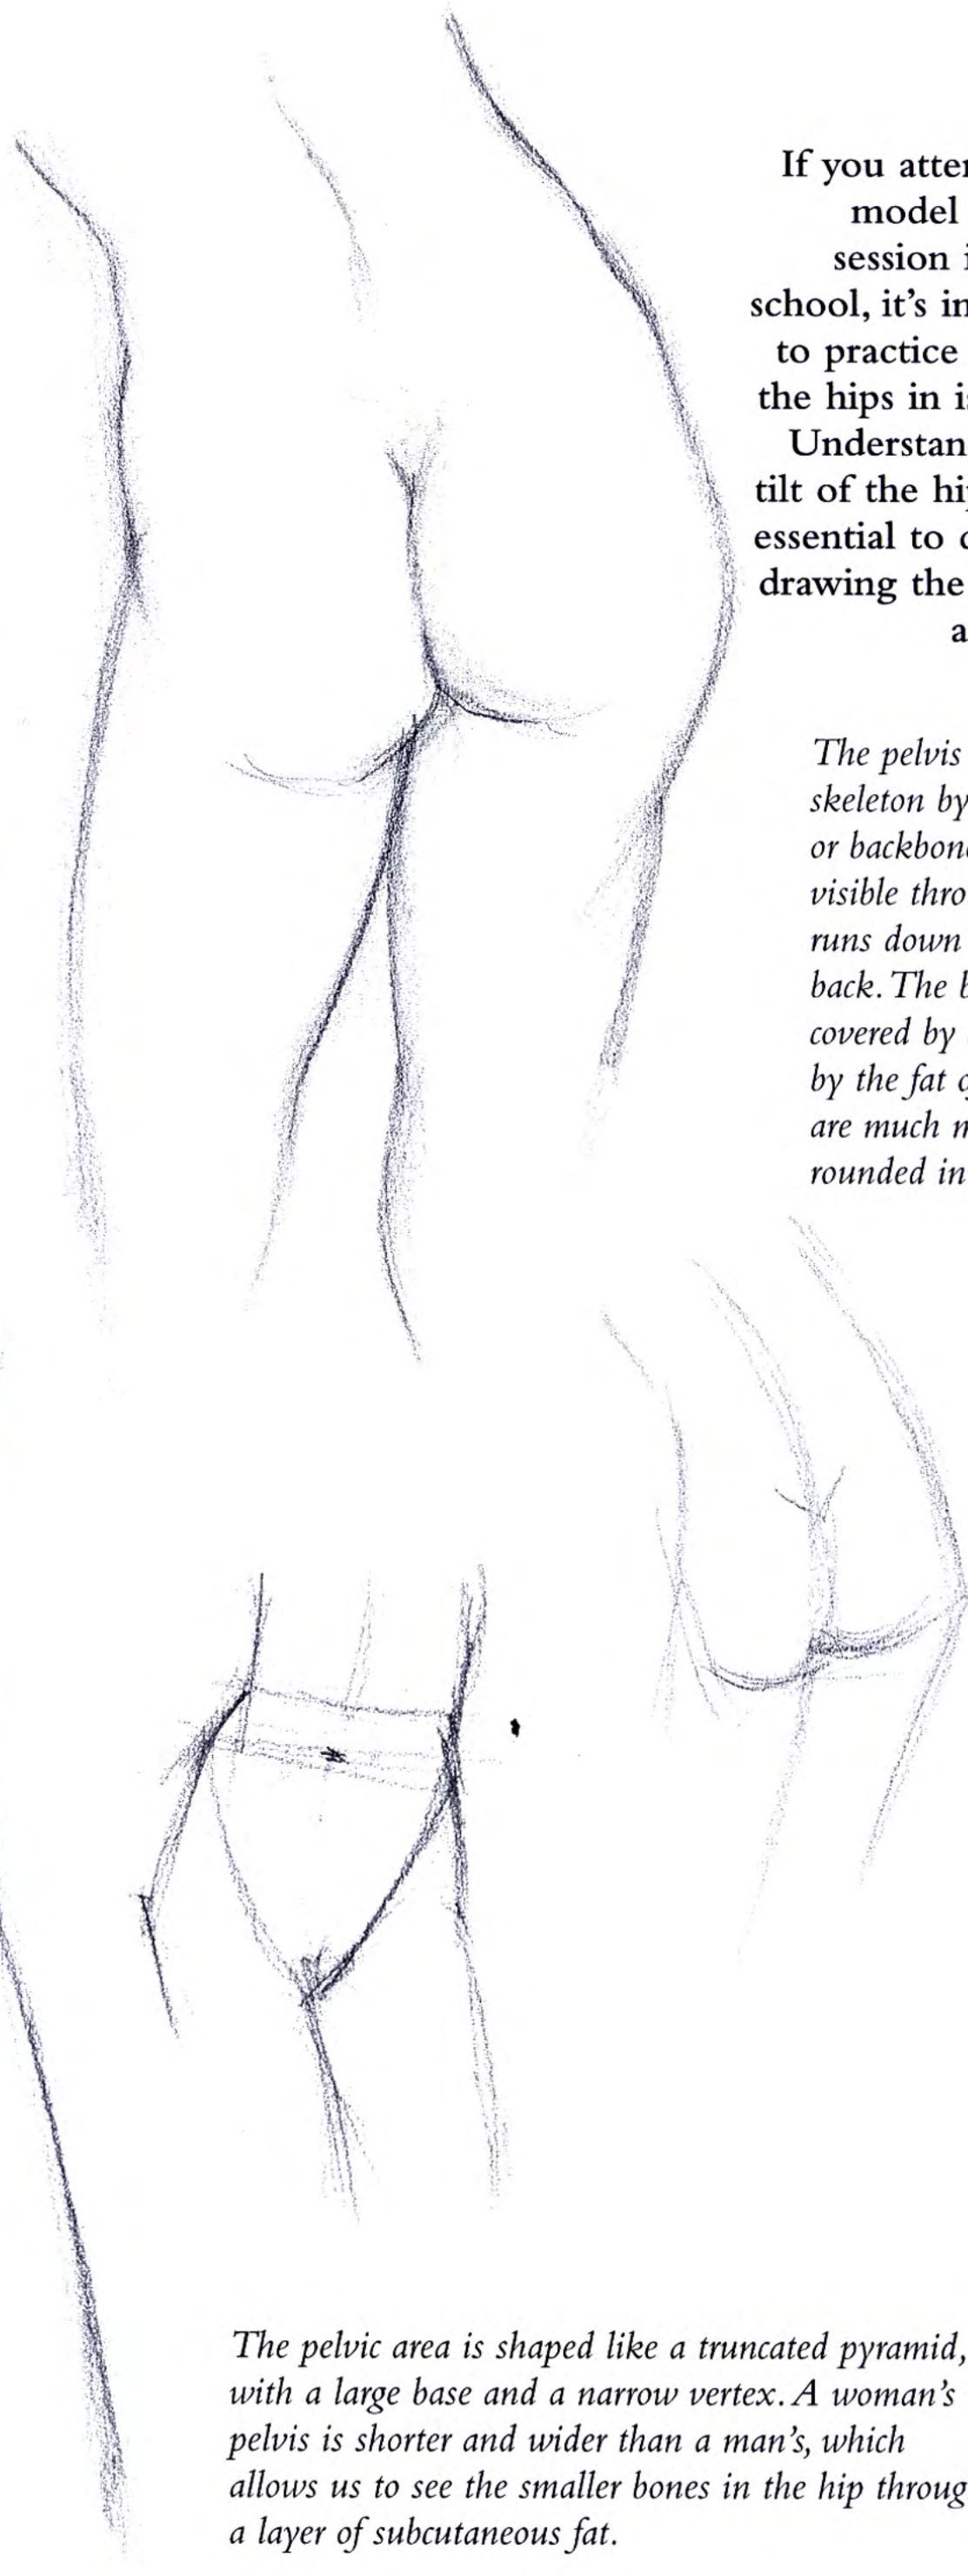 If you atten
model
session i
school, it's im
to practice
the hips in is
Understan
tilt of the hip
essential to c
drawing the
a
The pelvis
skeleton by
or backbone
visible thro
runs down
back. The b
covered by
by the fat o
are much m
rounded in
The pelvic area is shaped like a truncated pyramid,
with a large base and a narrow vertex. A woman's
pelvis is shorter and wider than a man's, which
allows us to see the smaller bones in the hip throug
a layer of subcutaneous fat.